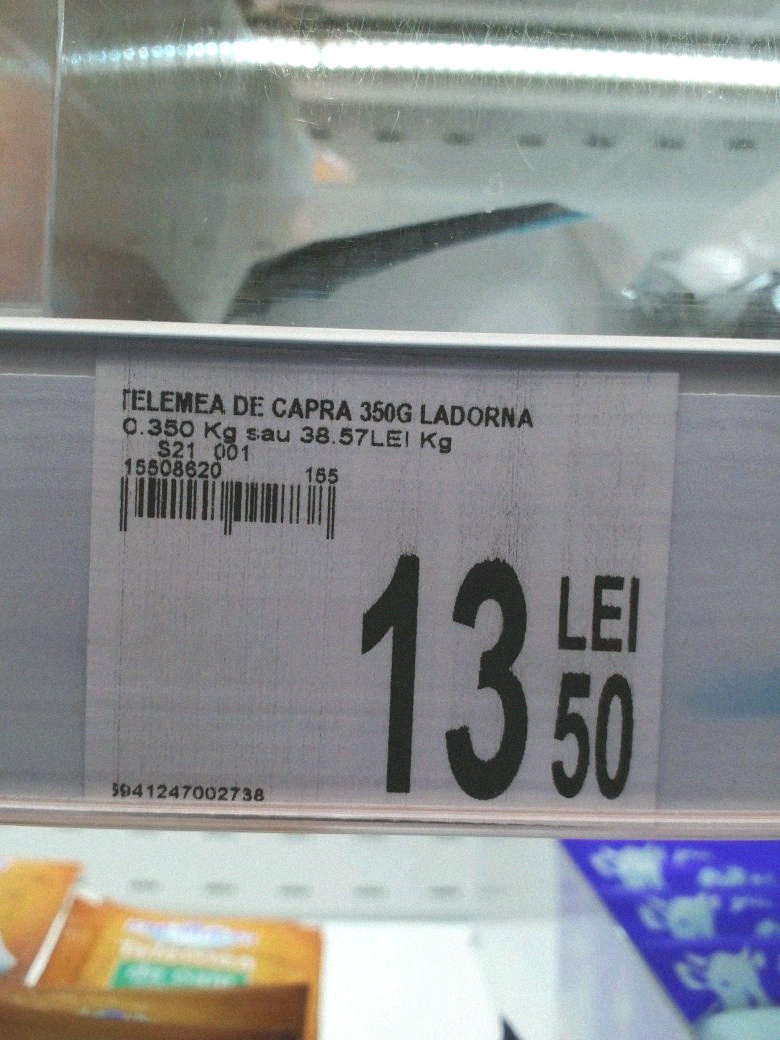 TELEMEA DE CAPRA 350G LADORNA
0.350 Kg sau 38.57LEI Kg
S21 001
15508620 155
13 LEI
50
5941247002738